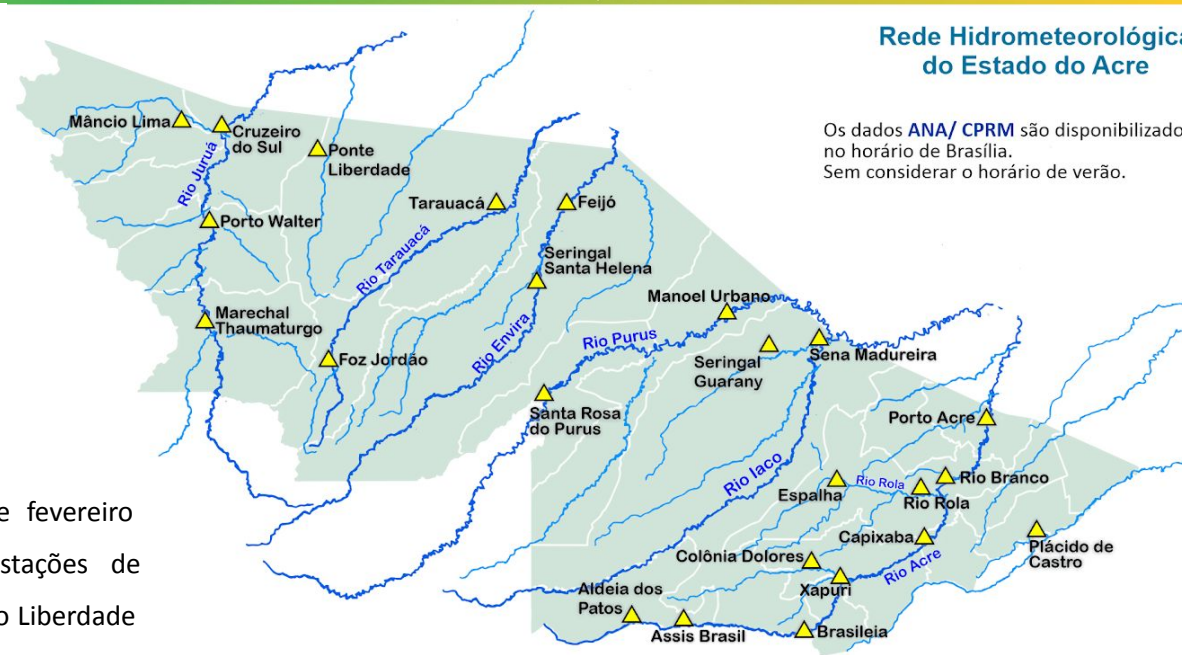 Rede Hidrometeorológica
do Estado do Acre
Os dados ANA/ CPRM são disponibilizado
no horário de Brasília.
Sem considerar o horário de verão.
Mâncio Lima
Cruzeiro
do Sul
Ponte
Liberdade
Rio Juruá
Porto Walter
Tarauacá
Feijó
Rio Tarauacá
Seringal
Santa Helena
Manoel Urbano
Marechal
Thaumaturgo
Foz Jordão
Rio Envira
Rio Purus
Seringal
Guarany
Sena Madureira
Santa Rosa
do Purus
Porto Acre
Rio Iaco
Espalha
Rio Rola
Rio Branco
Rio Rola
Capixaba
Plácido de
Castro
Colônia Dolores
Rio Acre
Xapuri
Aldeia dos
Patos
Assis Brasil
Brasileia
e fevereiro
stações de
o Liberdade